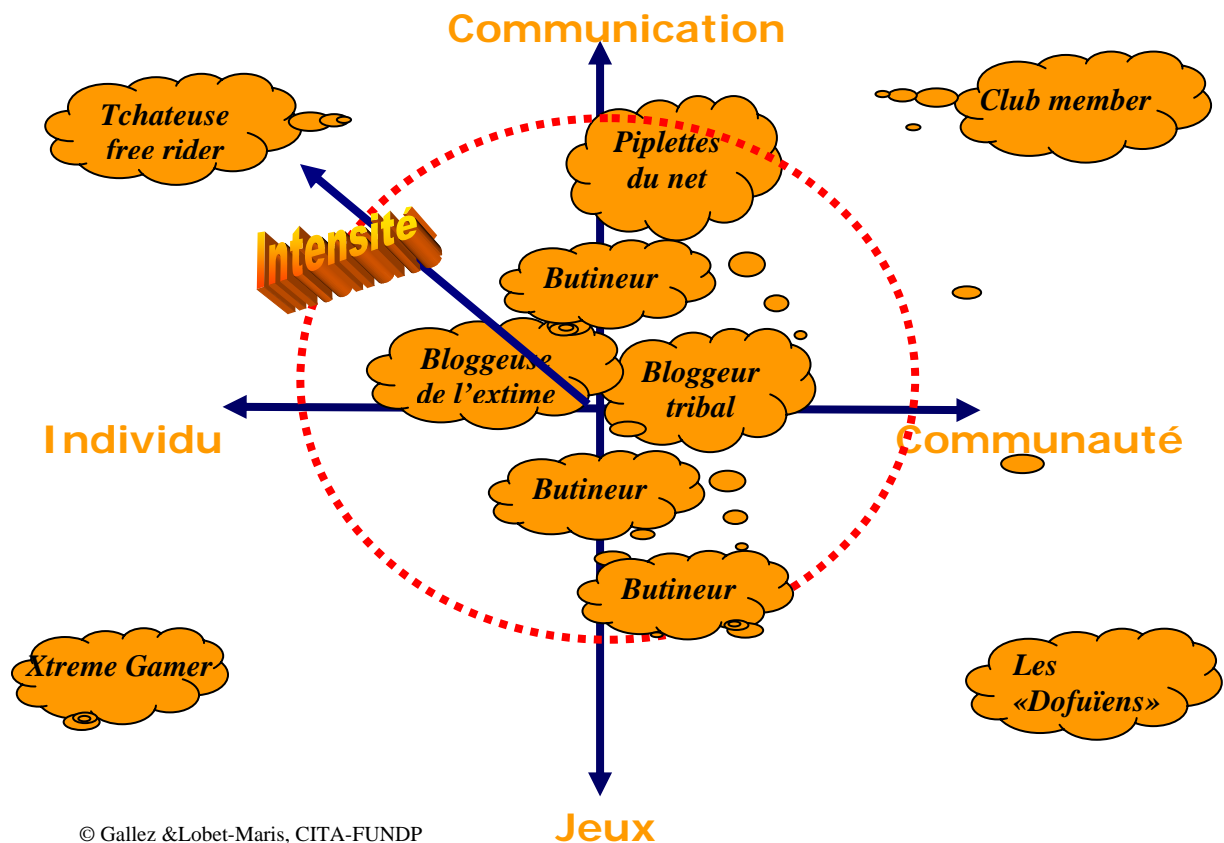 Communication
Tchateuse
free rider
Club member
Piplettes
du net
Intensité
Butineur
Bloggeuse
de l’extime
Bloggeur
tribal
Individu
Communauté
Butineur
Butineur
Xtreme Gamer
Les
«Dofuïens»
Jeux
© Gallez &Lobet-Maris, CITA-FUNDP